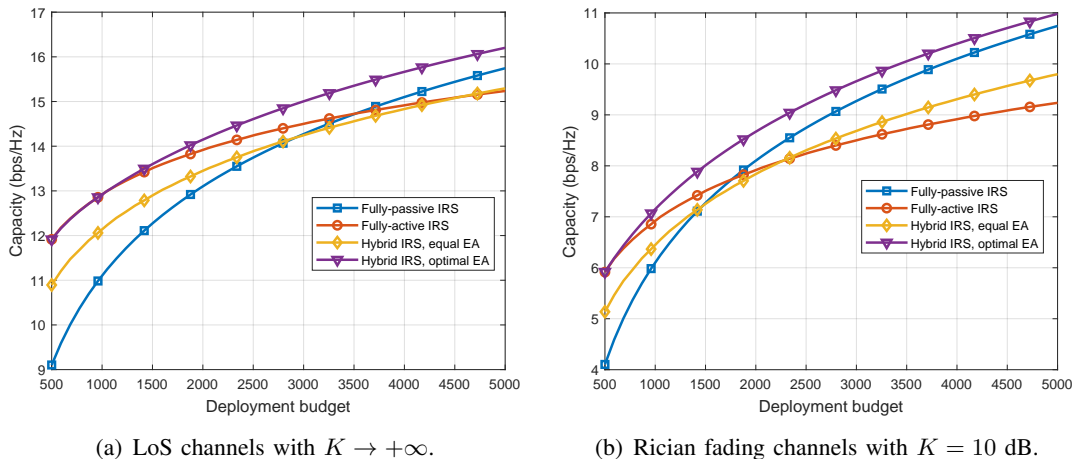 17
16
15
14
13
12
11
10
9
Capacity (bps/Hz)
Fully-passive IRS
Fully-active IRS
Hybrid IRS, equal EA
Hybrid IRS, optimal EA
500 1000 1500 2000 2500 3000 3500 4000 4500 5000
Deployment budget
(a) LoS channels with K → +∞.
11
10
9
8
7
6
5
4
Capacity (bps/Hz)
Fully-passive IRS
Fully-active IRS
Hybrid IRS, equal EA
Hybrid IRS, optimal EA
500 1000 1500 2000 2500 3000 3500 4000 4500 5000
Deployment budget
(b) Rician fading channels with K = 10 dB.